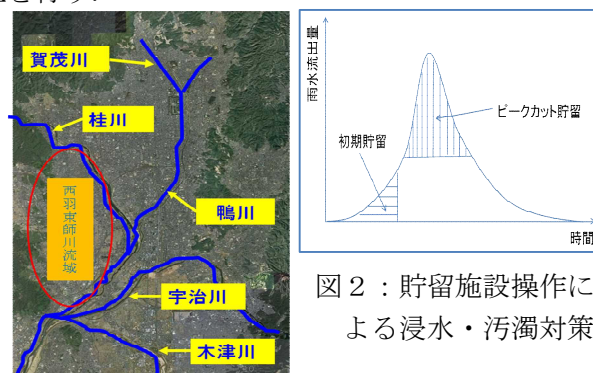 賀茂川
桂川
西羽束師川流域
鴨川
宇治川
木津川
雨水流出量
ピークカット貯留
初期貯留
時間
図２：貯留施設操作に
よる浸水・汚濁対策